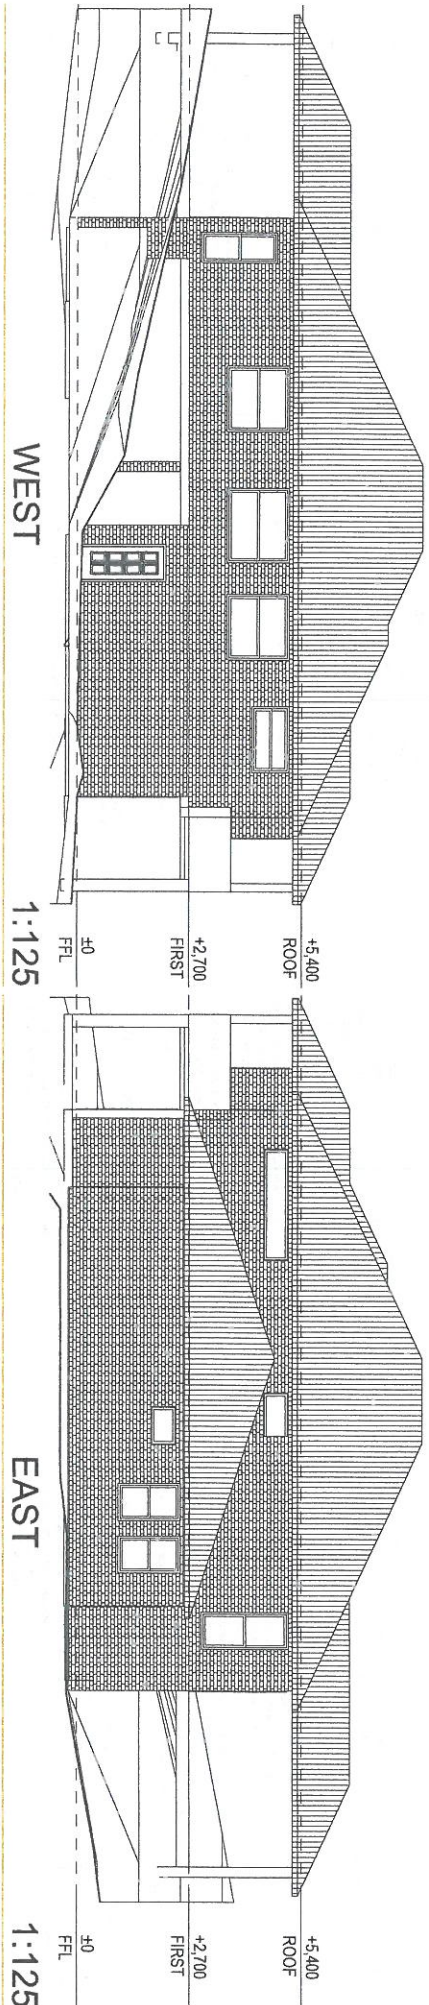 +5,400
ROOF
+2,700
FIRST
±0
FFL
WEST
1:125
+5,400
ROOF
+2,700
FIRST
±0
FFL
EAST
1:125